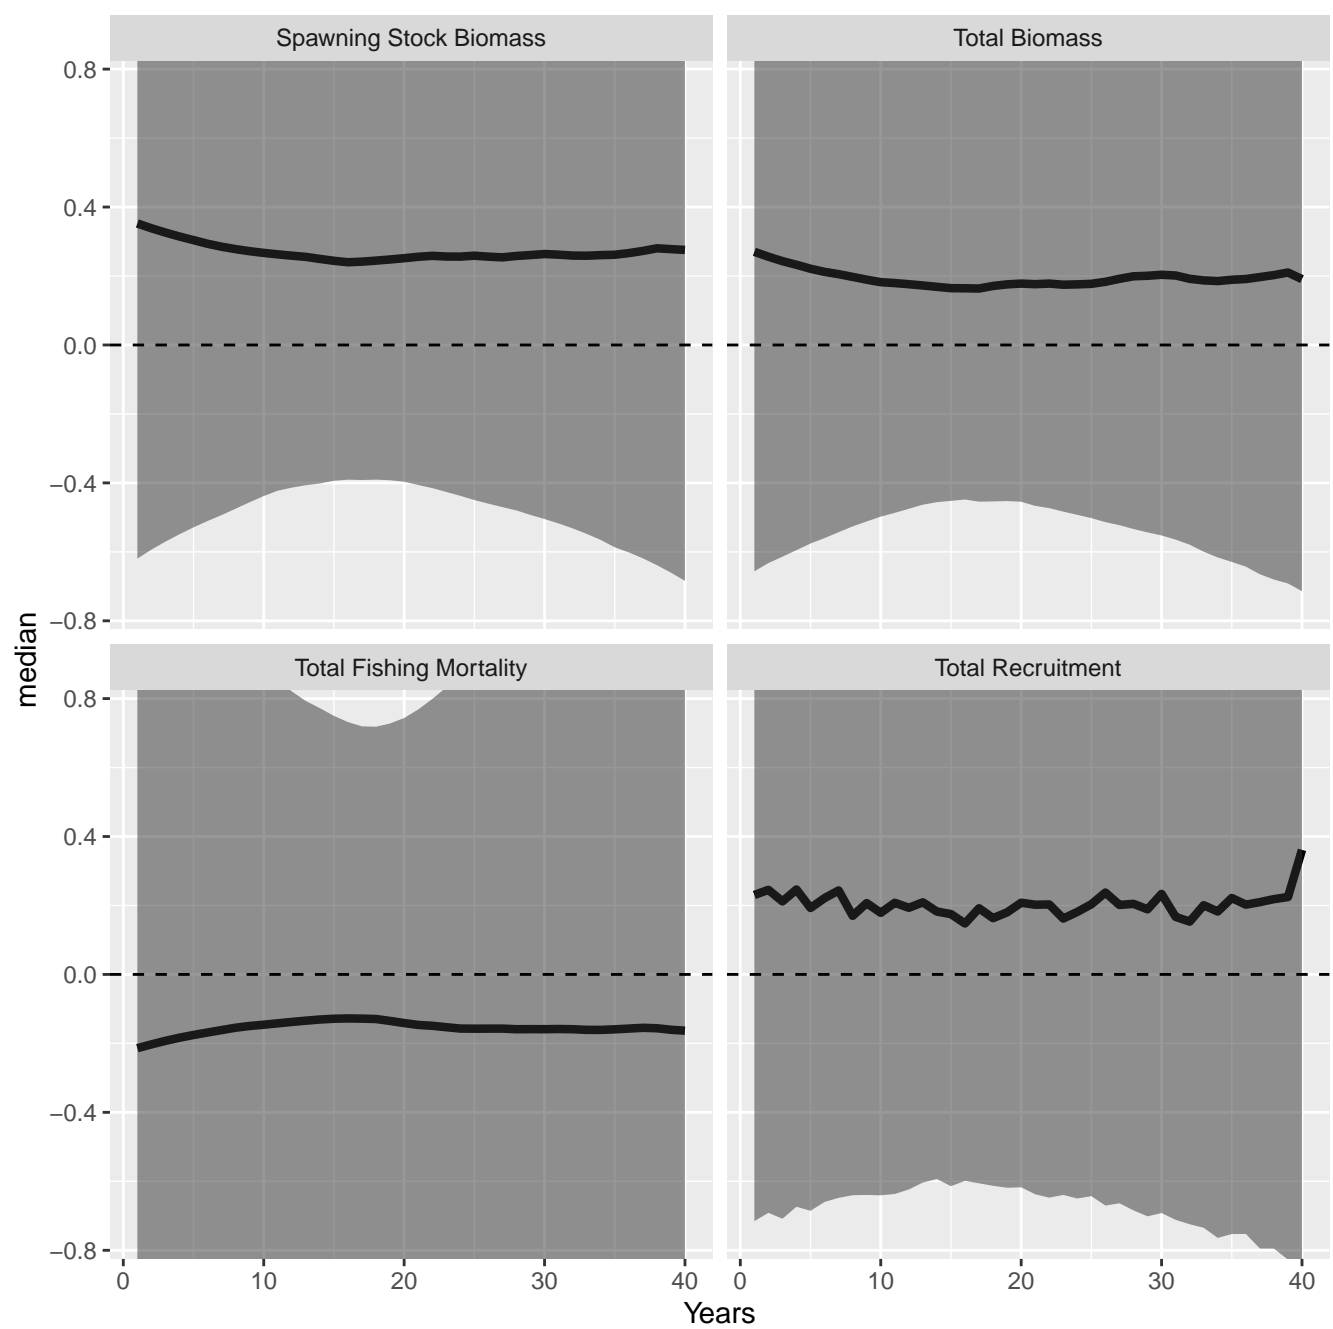 Spawning Stock Biomass
Total Biomass
0.8
0.4
0.0
−0.4
−0.8
median
Total Fishing Mortality
Total Recruitment
0.8
0.4
0.0
−0.4
−0.8
0 10 20 30 40
0 10 20 30 40
Years